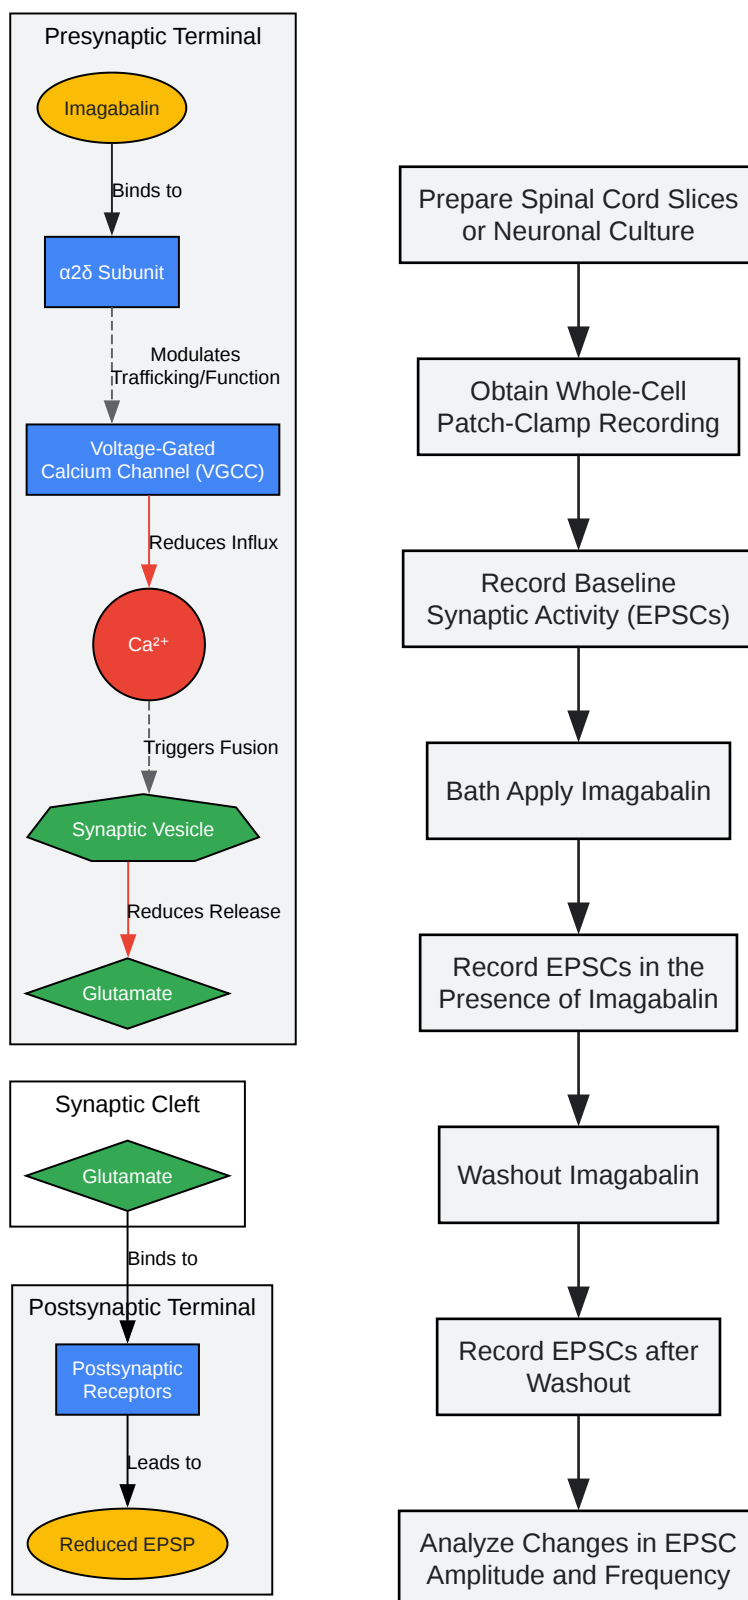 Presynaptic Terminal
Imagabalin
Binds to
α2δ Subunit
Modulates
Trafficking/Function
Voltage-Gated
Calcium Channel (VGCC)
Reduces Influx
Ca²⁺
Triggers Fusion
Synaptic Vesicle
Reduces Release
Glutamate
Synaptic Cleft
Glutamate
Binds to
Postsynaptic Terminal
Postsynaptic
Receptors
Leads to
Reduced EPSP
Prepare Spinal Cord Slices
or Neuronal Culture
Obtain Whole-Cell
Patch-Clamp Recording
Record Baseline
Synaptic Activity (EPSCs)
Bath Apply Imagabalin
Record EPSCs in the
Presence of Imagabalin
Washout Imagabalin
Record EPSCs after
Washout
Analyze Changes in EPSC
Amplitude and Frequency